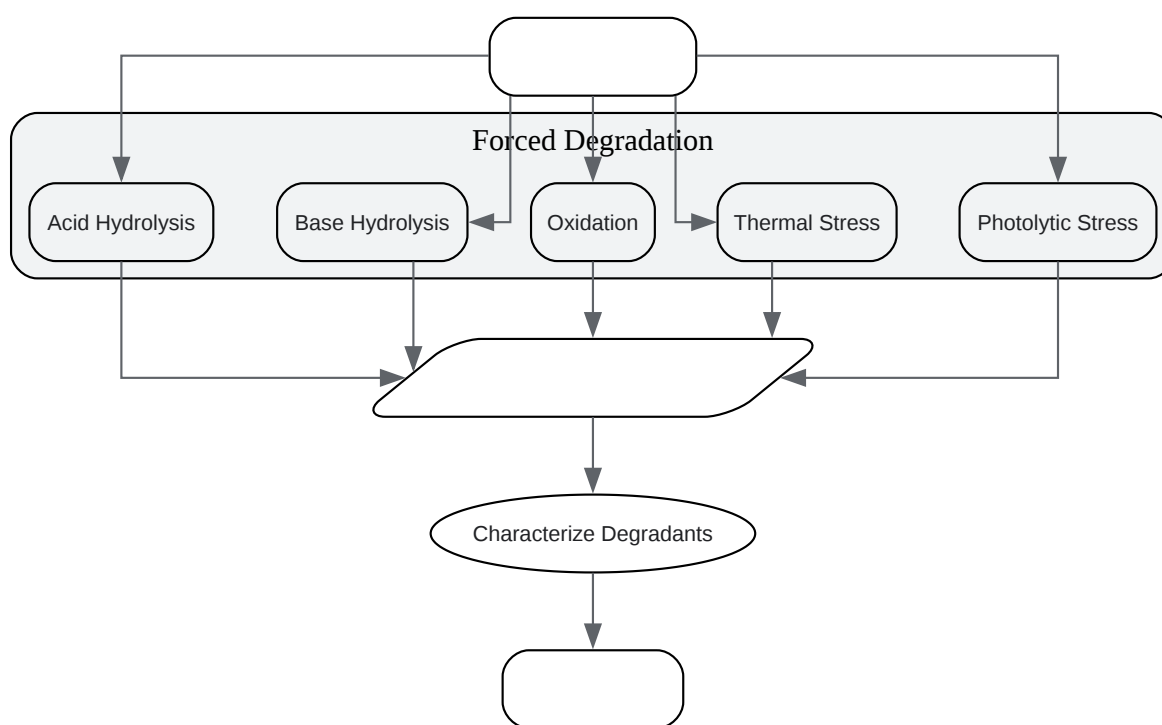 Forced Degradation
Acid Hydrolysis
Base Hydrolysis
Oxidation
Thermal Stress
Photolytic Stress
Characterize Degradants